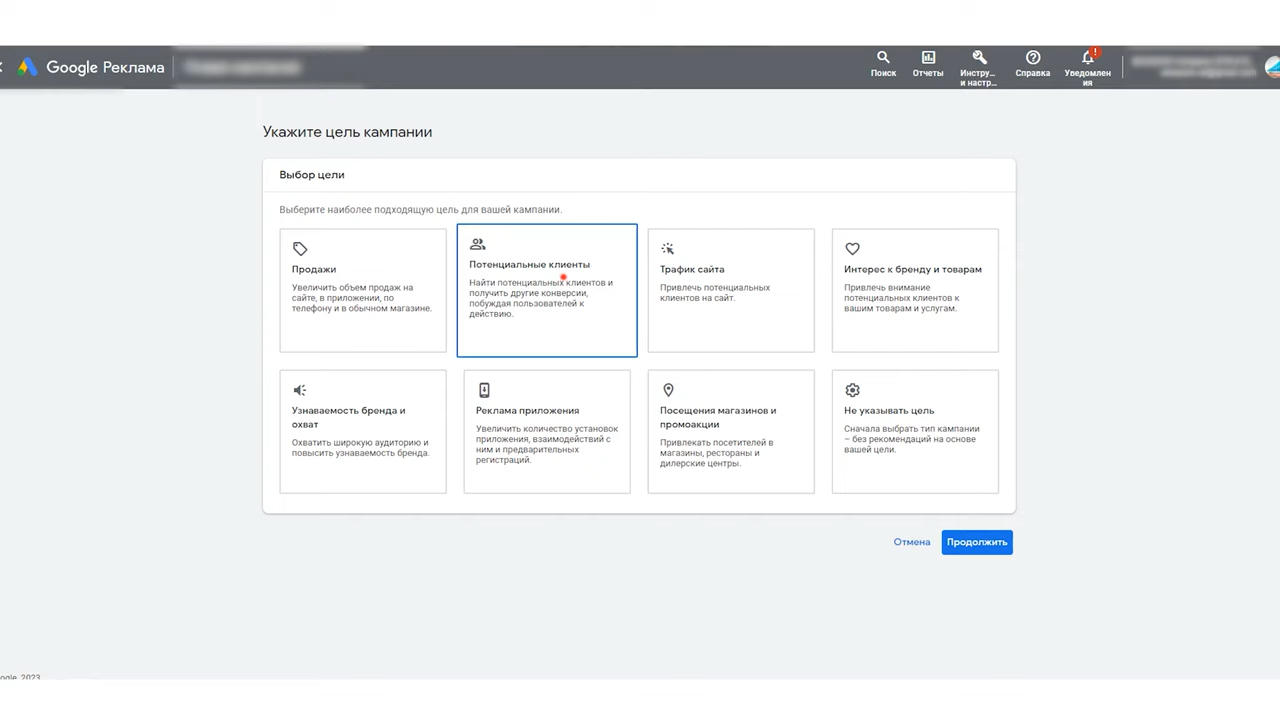 Google Реклама
Поиск
Отчеты
Инстру...
и настр...
Справка
Уведомлен
ия
Укажите цель кампании
Выбор цели
Выберите наиболее подходящую цель для вашей кампании.
Продажи
Увеличить объем продаж на
сайте, в приложении, по
телефону и в обычном магазине.
Потенциальные клиенты
Найти потенциальных клиентов и
получить другие конверсии,
побуждая пользователей к
действию.
Трафик сайта
Привлечь потенциальных
клиентов на сайт.
Интерес к бренду и товарам
Привлечь внимание
потенциальных клиентов к
вашим товарам и услугам.
Узнаваемость бренда и
охват
Охватить широкую аудиторию и
повысить узнаваемость бренда.
Реклама приложения
Увеличить количество установок
приложения, взаимодействий с
ним и предварительных
регистраций.
Посещения магазинов и
промоакции
Привлекать посетителей в
магазины, рестораны и
дилерские центры.
Не указывать цель
Сначала выбрать тип кампании
– без рекомендаций на основе
вашей цели.
Отмена
Продолжить
ogle, 2023